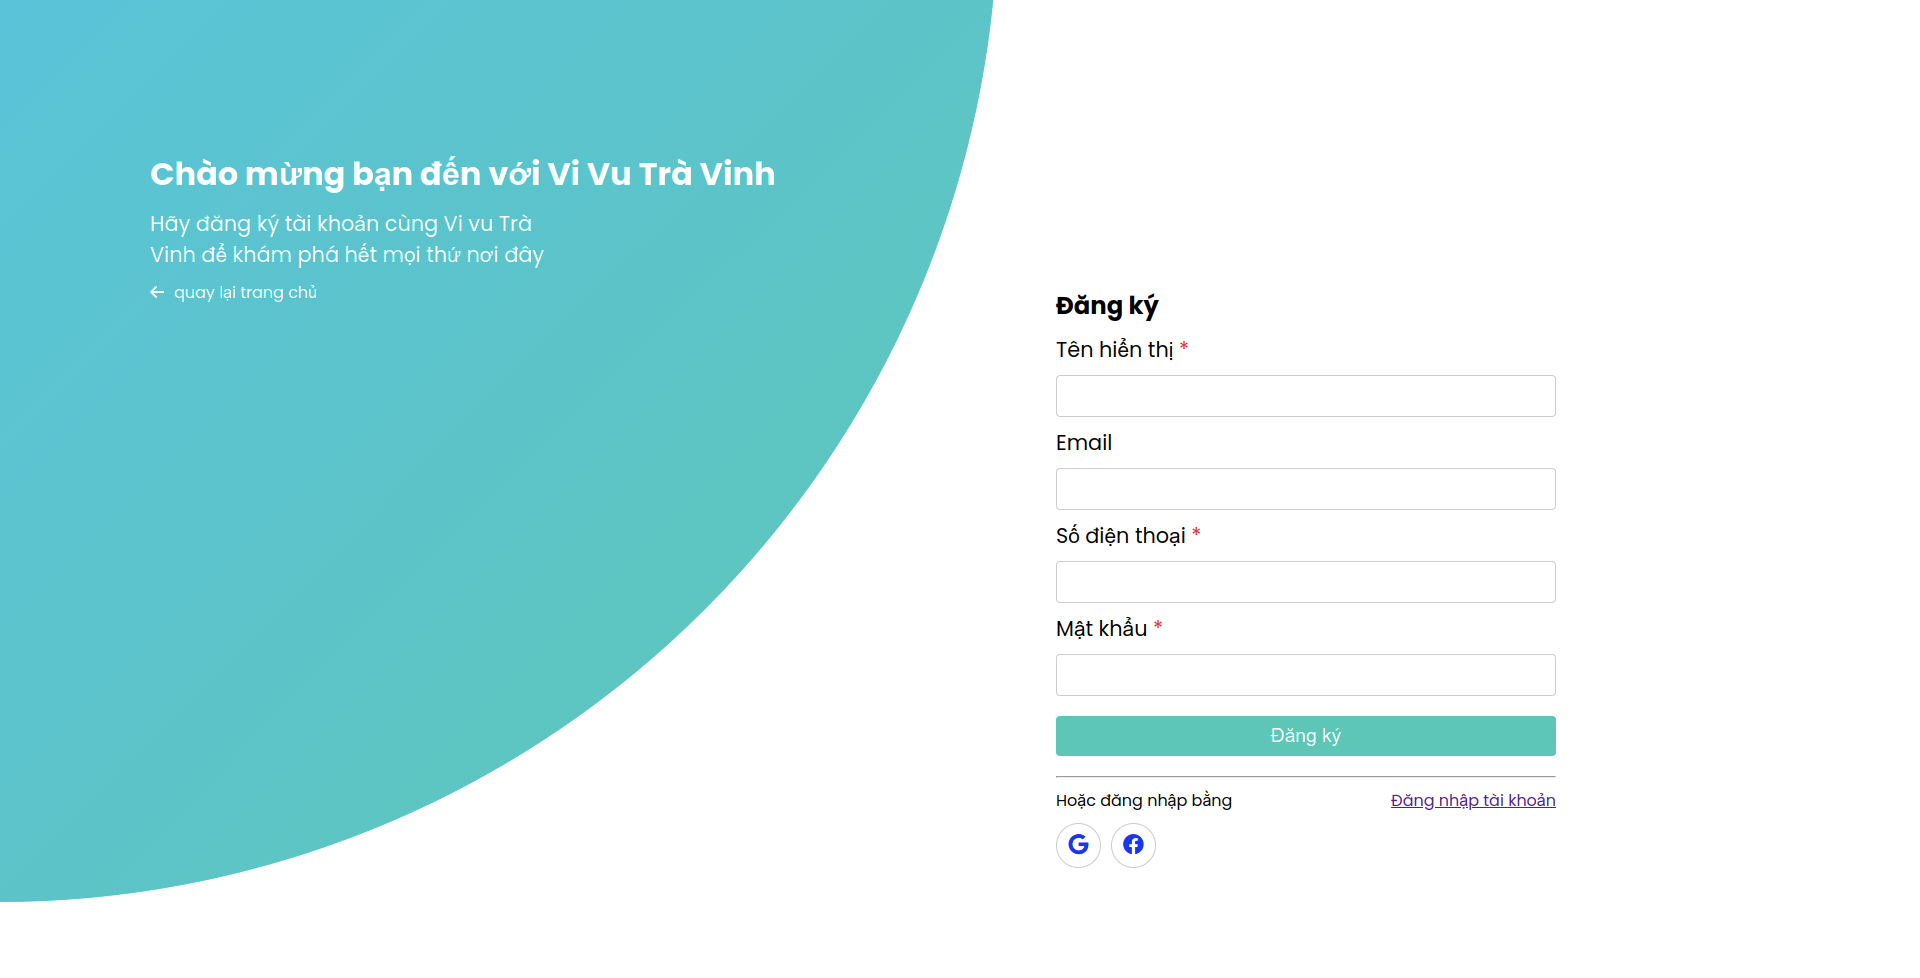 Chào mừng bạn đến với Vi Vu Trà Vinh
Hãy đăng ký tài khoản cùng Vi vu Trà
Vinh để khám phá hết mọi thứ nơi đây
quay lại trang chủ
Đăng ký
Tên hiển thị *
Email
Số điện thoại *
Mật khẩu *
Đăng ký
Hoặc đăng nhập bằng
Đăng nhập tài khoản